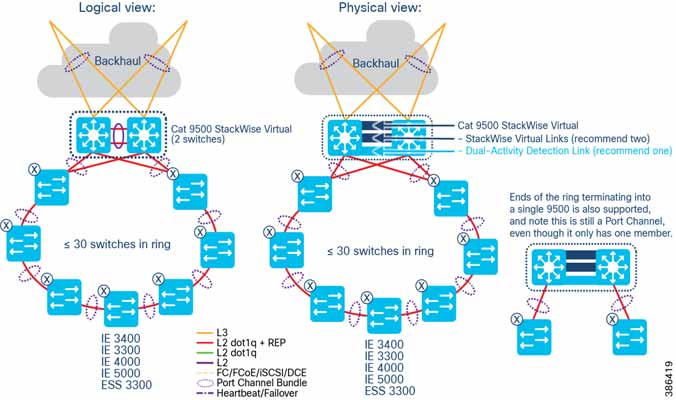 Logical view:
Physical view:
Backhaul
Backhaul
Cat 9500 StackWise Virtual
(2 switches)
Cat 9500 StackWise Virtual
- StackWise Virtual Links (recommend two)
- Dual-Activity Detection Link (recommend one)
X
X
X
X
X
X
X
≤ 30 switches in ring
X
X
X
X
X
X
X
≤ 30 switches in ring
Ends of the ring terminating into
a single 9500 is also supported,
and note this is still a Port Channel,
even though it only has one member.
X
X
IE 3400
IE 3300
IE 4000
IE 5000
ESS 3300
L3
L2 dot1q + REP
L2 dot1q
L2
FC/FCoE/iSCSI/DCE
Port Channel Bundle
Heartbeat/Failover
IE 3400
IE 3300
IE 4000
IE 5000
ESS 3300
386419